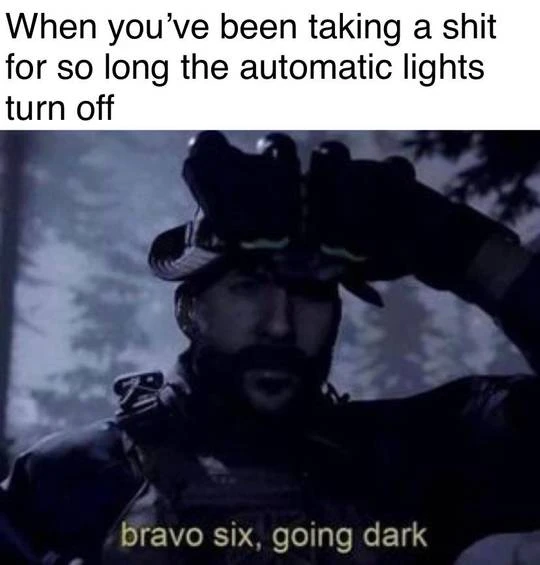 When you’ve been taking a shit
for so long the automatic lights
turn off
bravo six, going dark